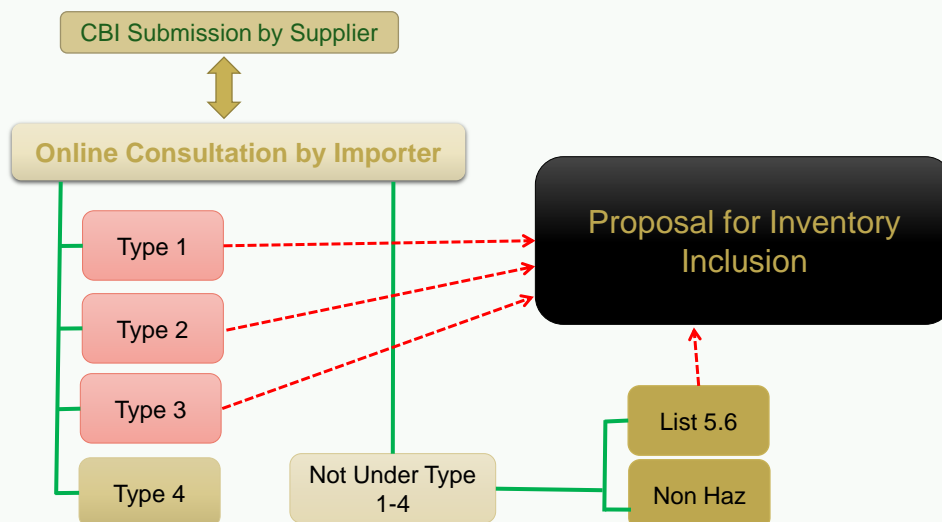 CBI Submission by Supplier
Online Consultation by Importer
Type 1
Proposal for Inventory
Inclusion
Type 2
Type 3
List 5.6
Not Under Type
1-4
Type 4
Non Haz